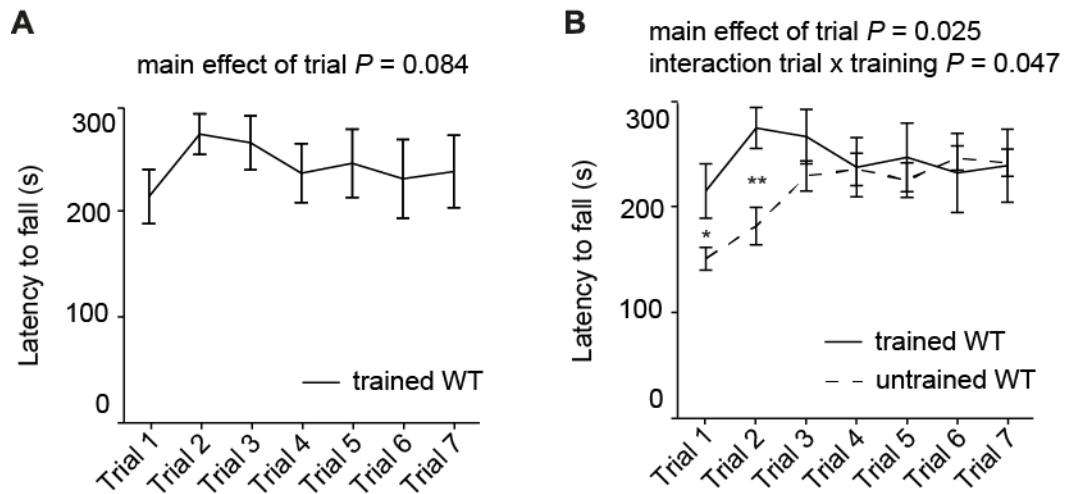 A
main effect of trial P = 0.084
Latency to fall (s)
300
200
100
0
trained WT
Trial 1
Trial 2
Trial 3
Trial 4
Trial 5
Trial 6
Trial 7
B
main effect of trial P = 0.025
interaction trial x training P = 0.047
Latency to fall (s)
300
200
100
0
*
**
trained WT
untrained WT
Trial 1
Trial 2
Trial 3
Trial 4
Trial 5
Trial 6
Trial 7